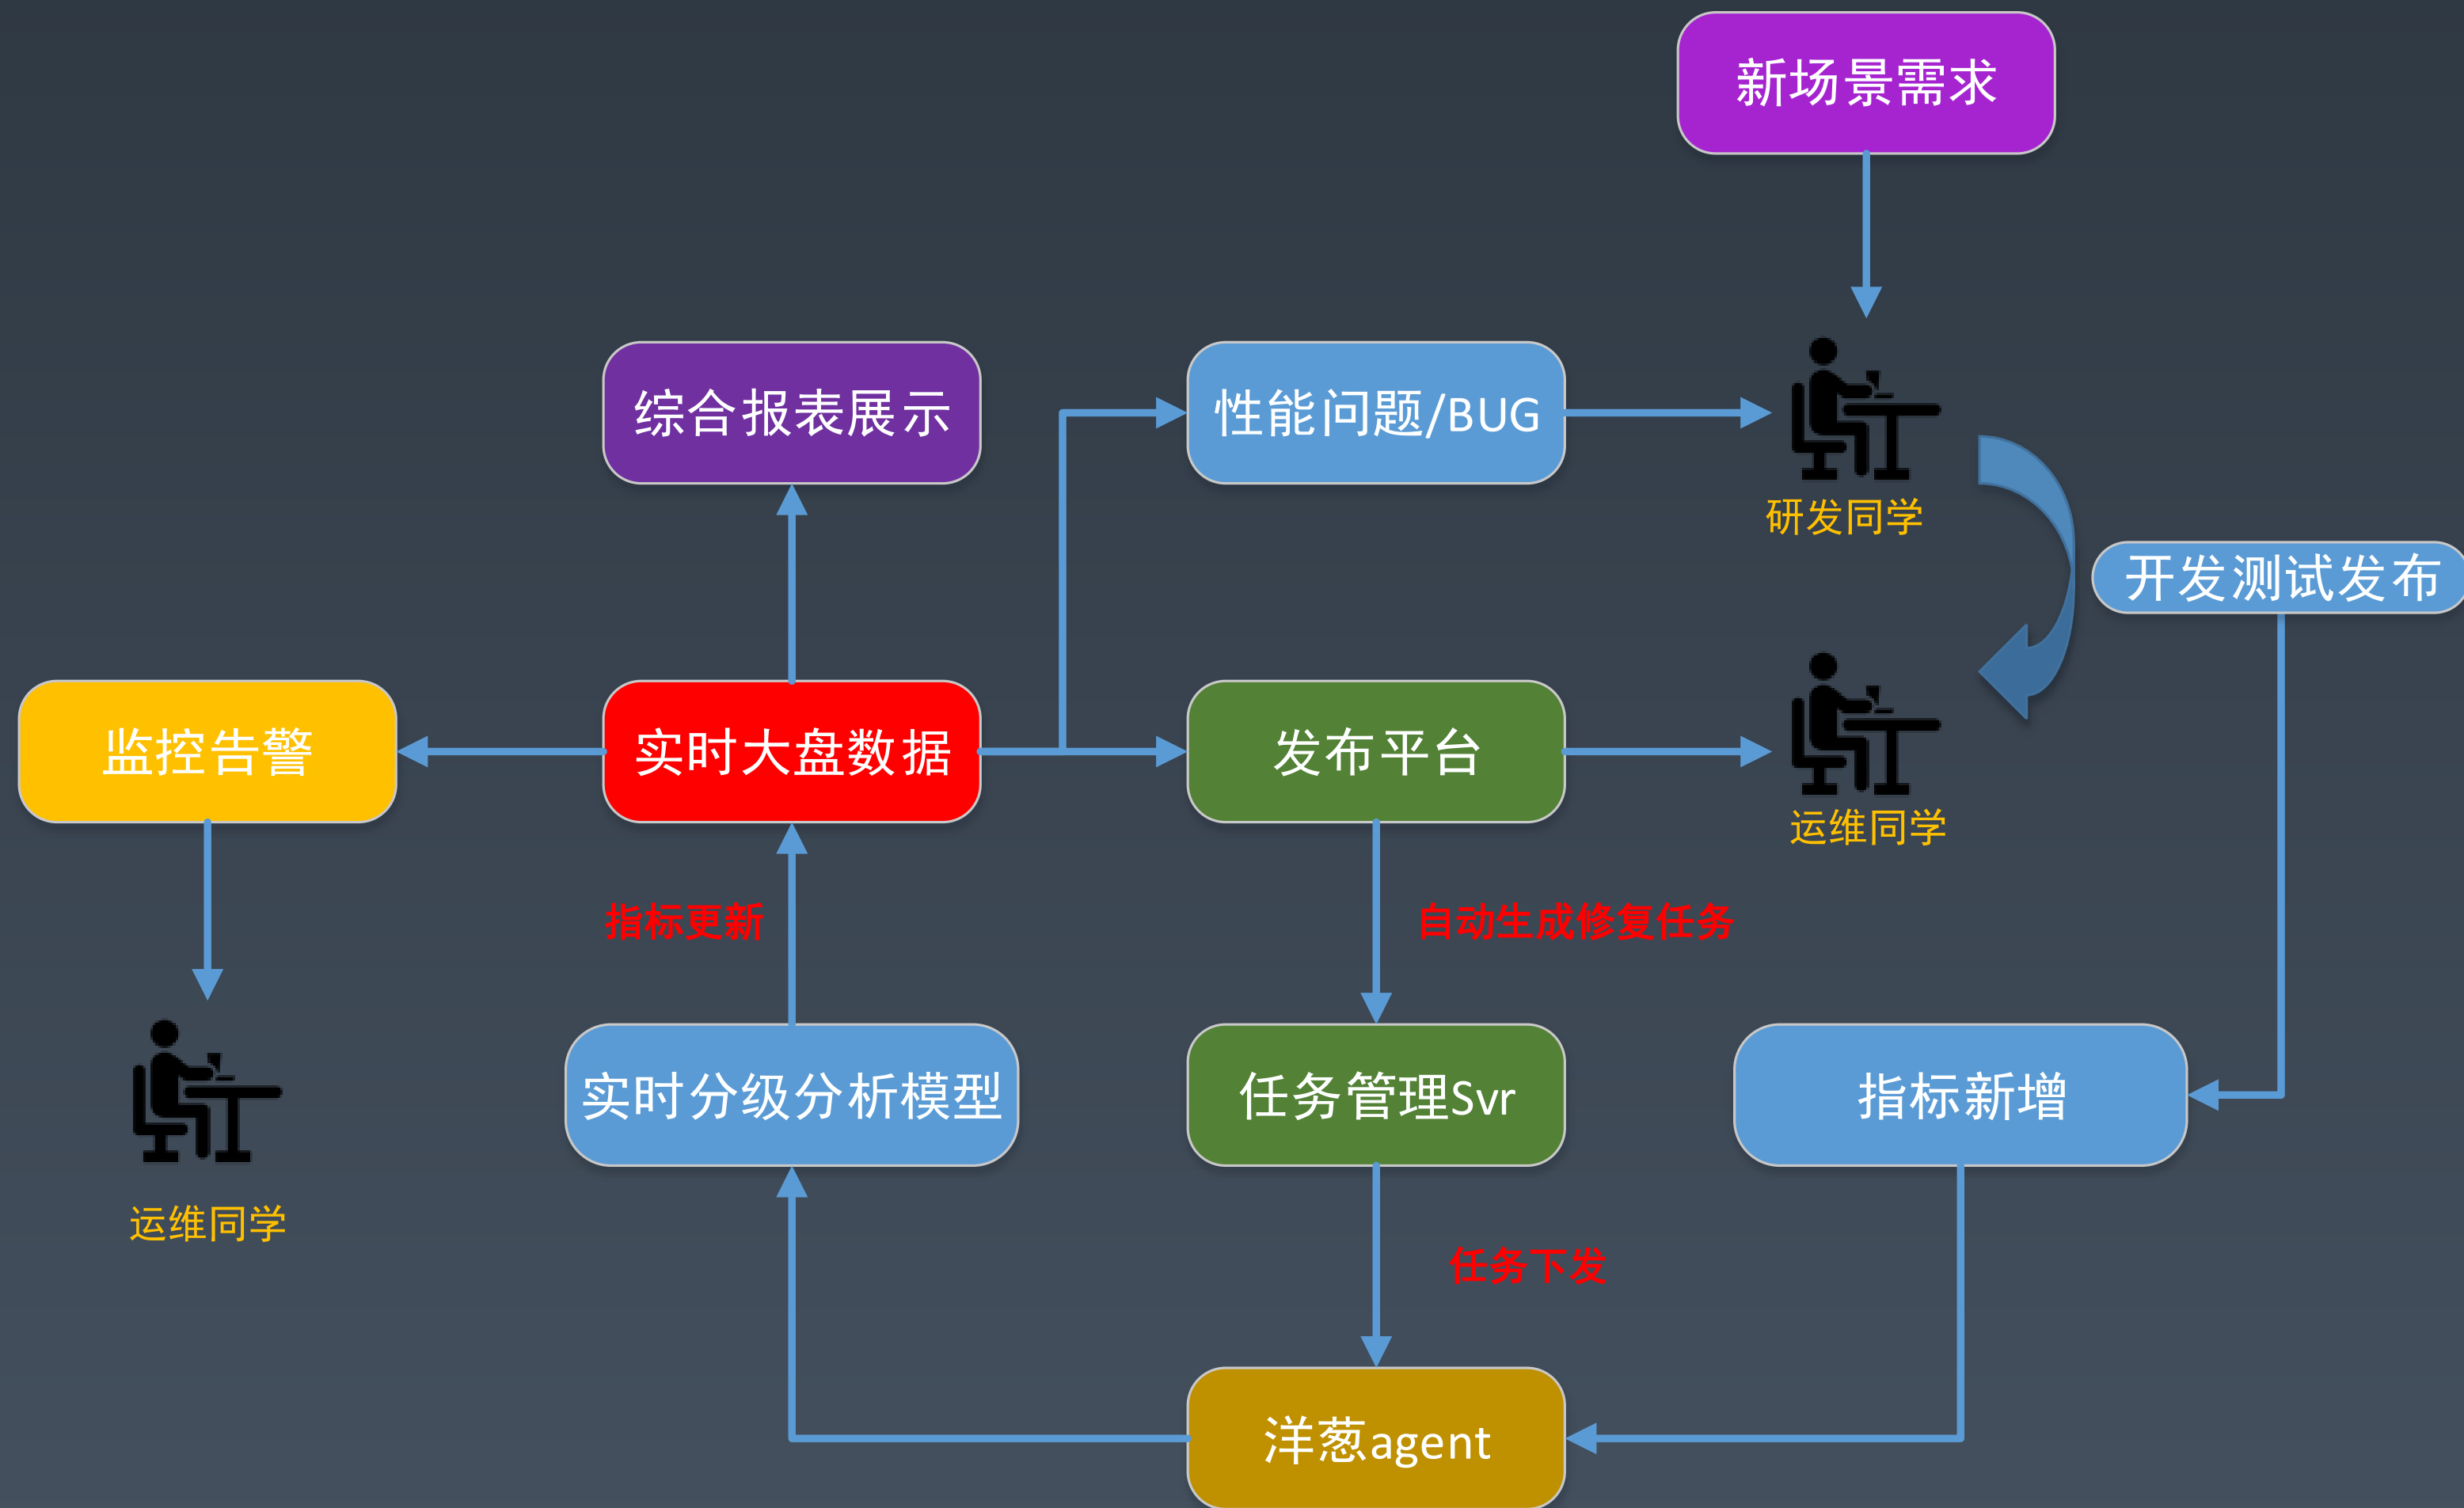 新场景需求
综合报表展示
性能问题/BUG
研发同学
开发测试发布
监控告警
实时大盘数据
发布平台
运维同学
指标更新
自动生成修复任务
实时分级分析模型
任务管理Svr
指标新增
运维同学
任务下发
洋葱agent